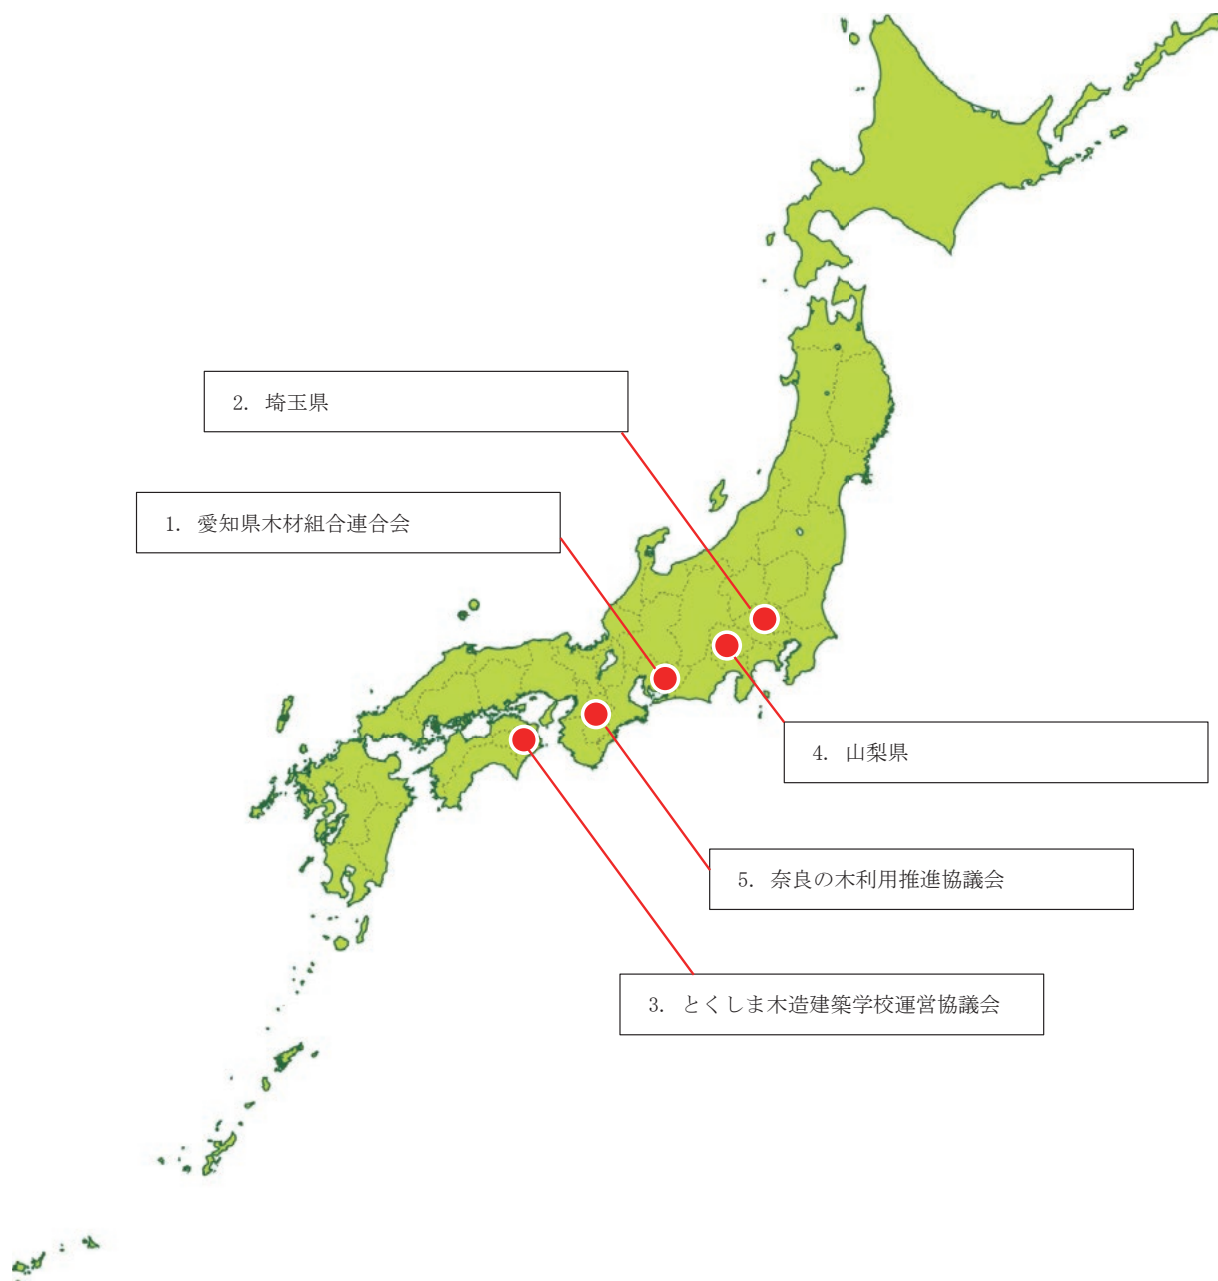 2. 埼玉県
1. 愛知県木材組合連合会
4. 山梨県
5. 奈良の木利用推進協議会
3. とくしま木造建築学校運営協議会